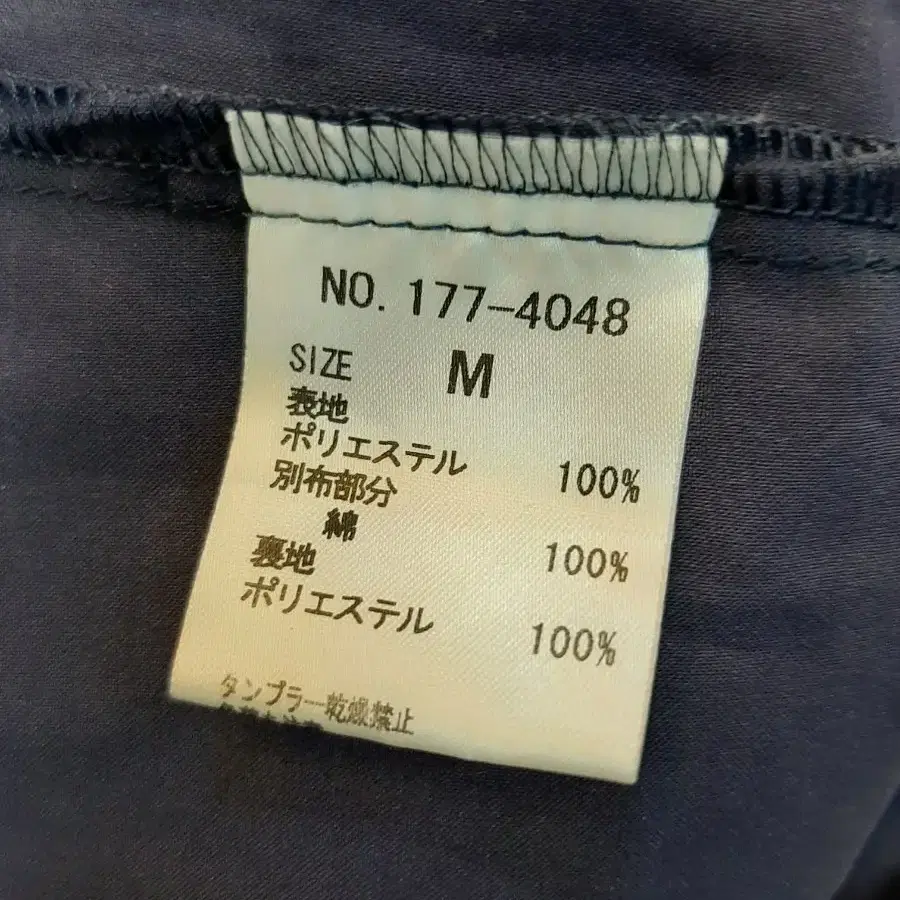 NO. 177-4048
SIZE M
表地
ポリエステル 100%
別布部分
綿 100%
裏地
ポリエステル 100%
タンブラー乾燥禁止